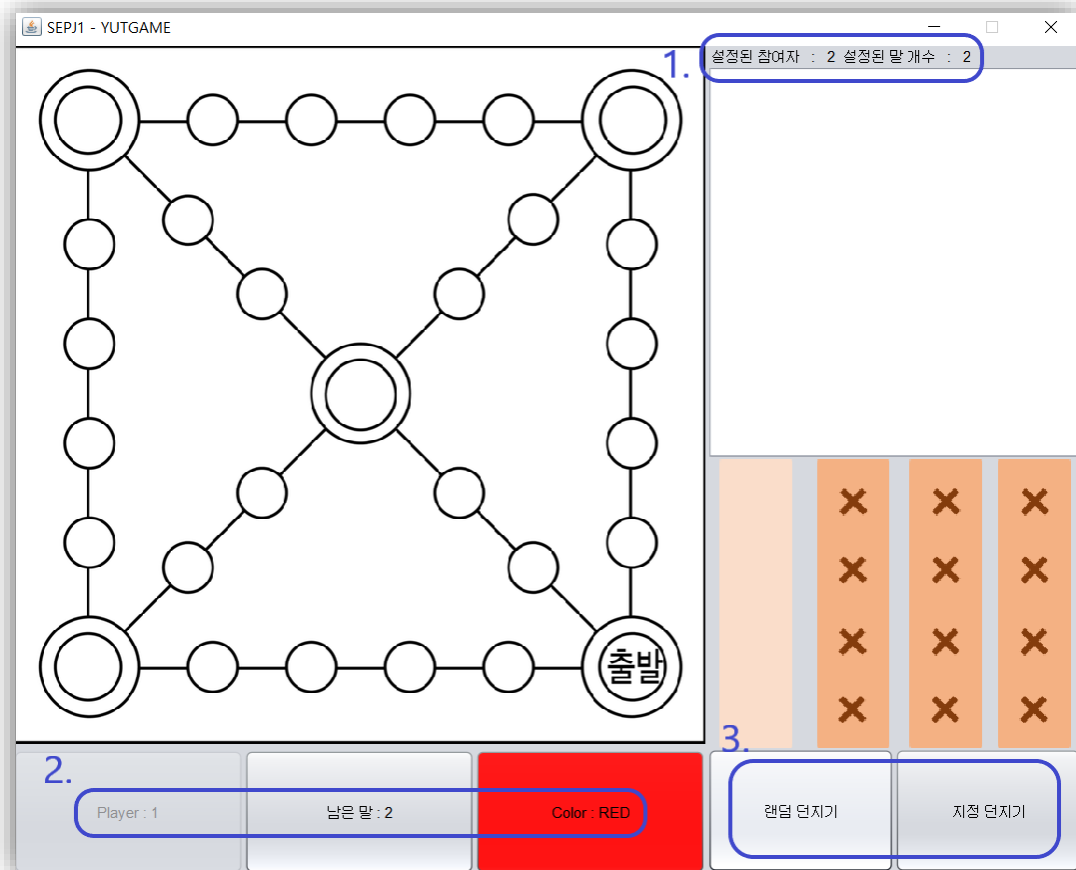 SEPJ1 - YUTGAME
1.
설정된 참여자 : 2 설정된 말 개수 : 2
출발
2.
Player : 1
남은 말 : 2
Color : RED
3.
랜덤 던지기
지정 던지기